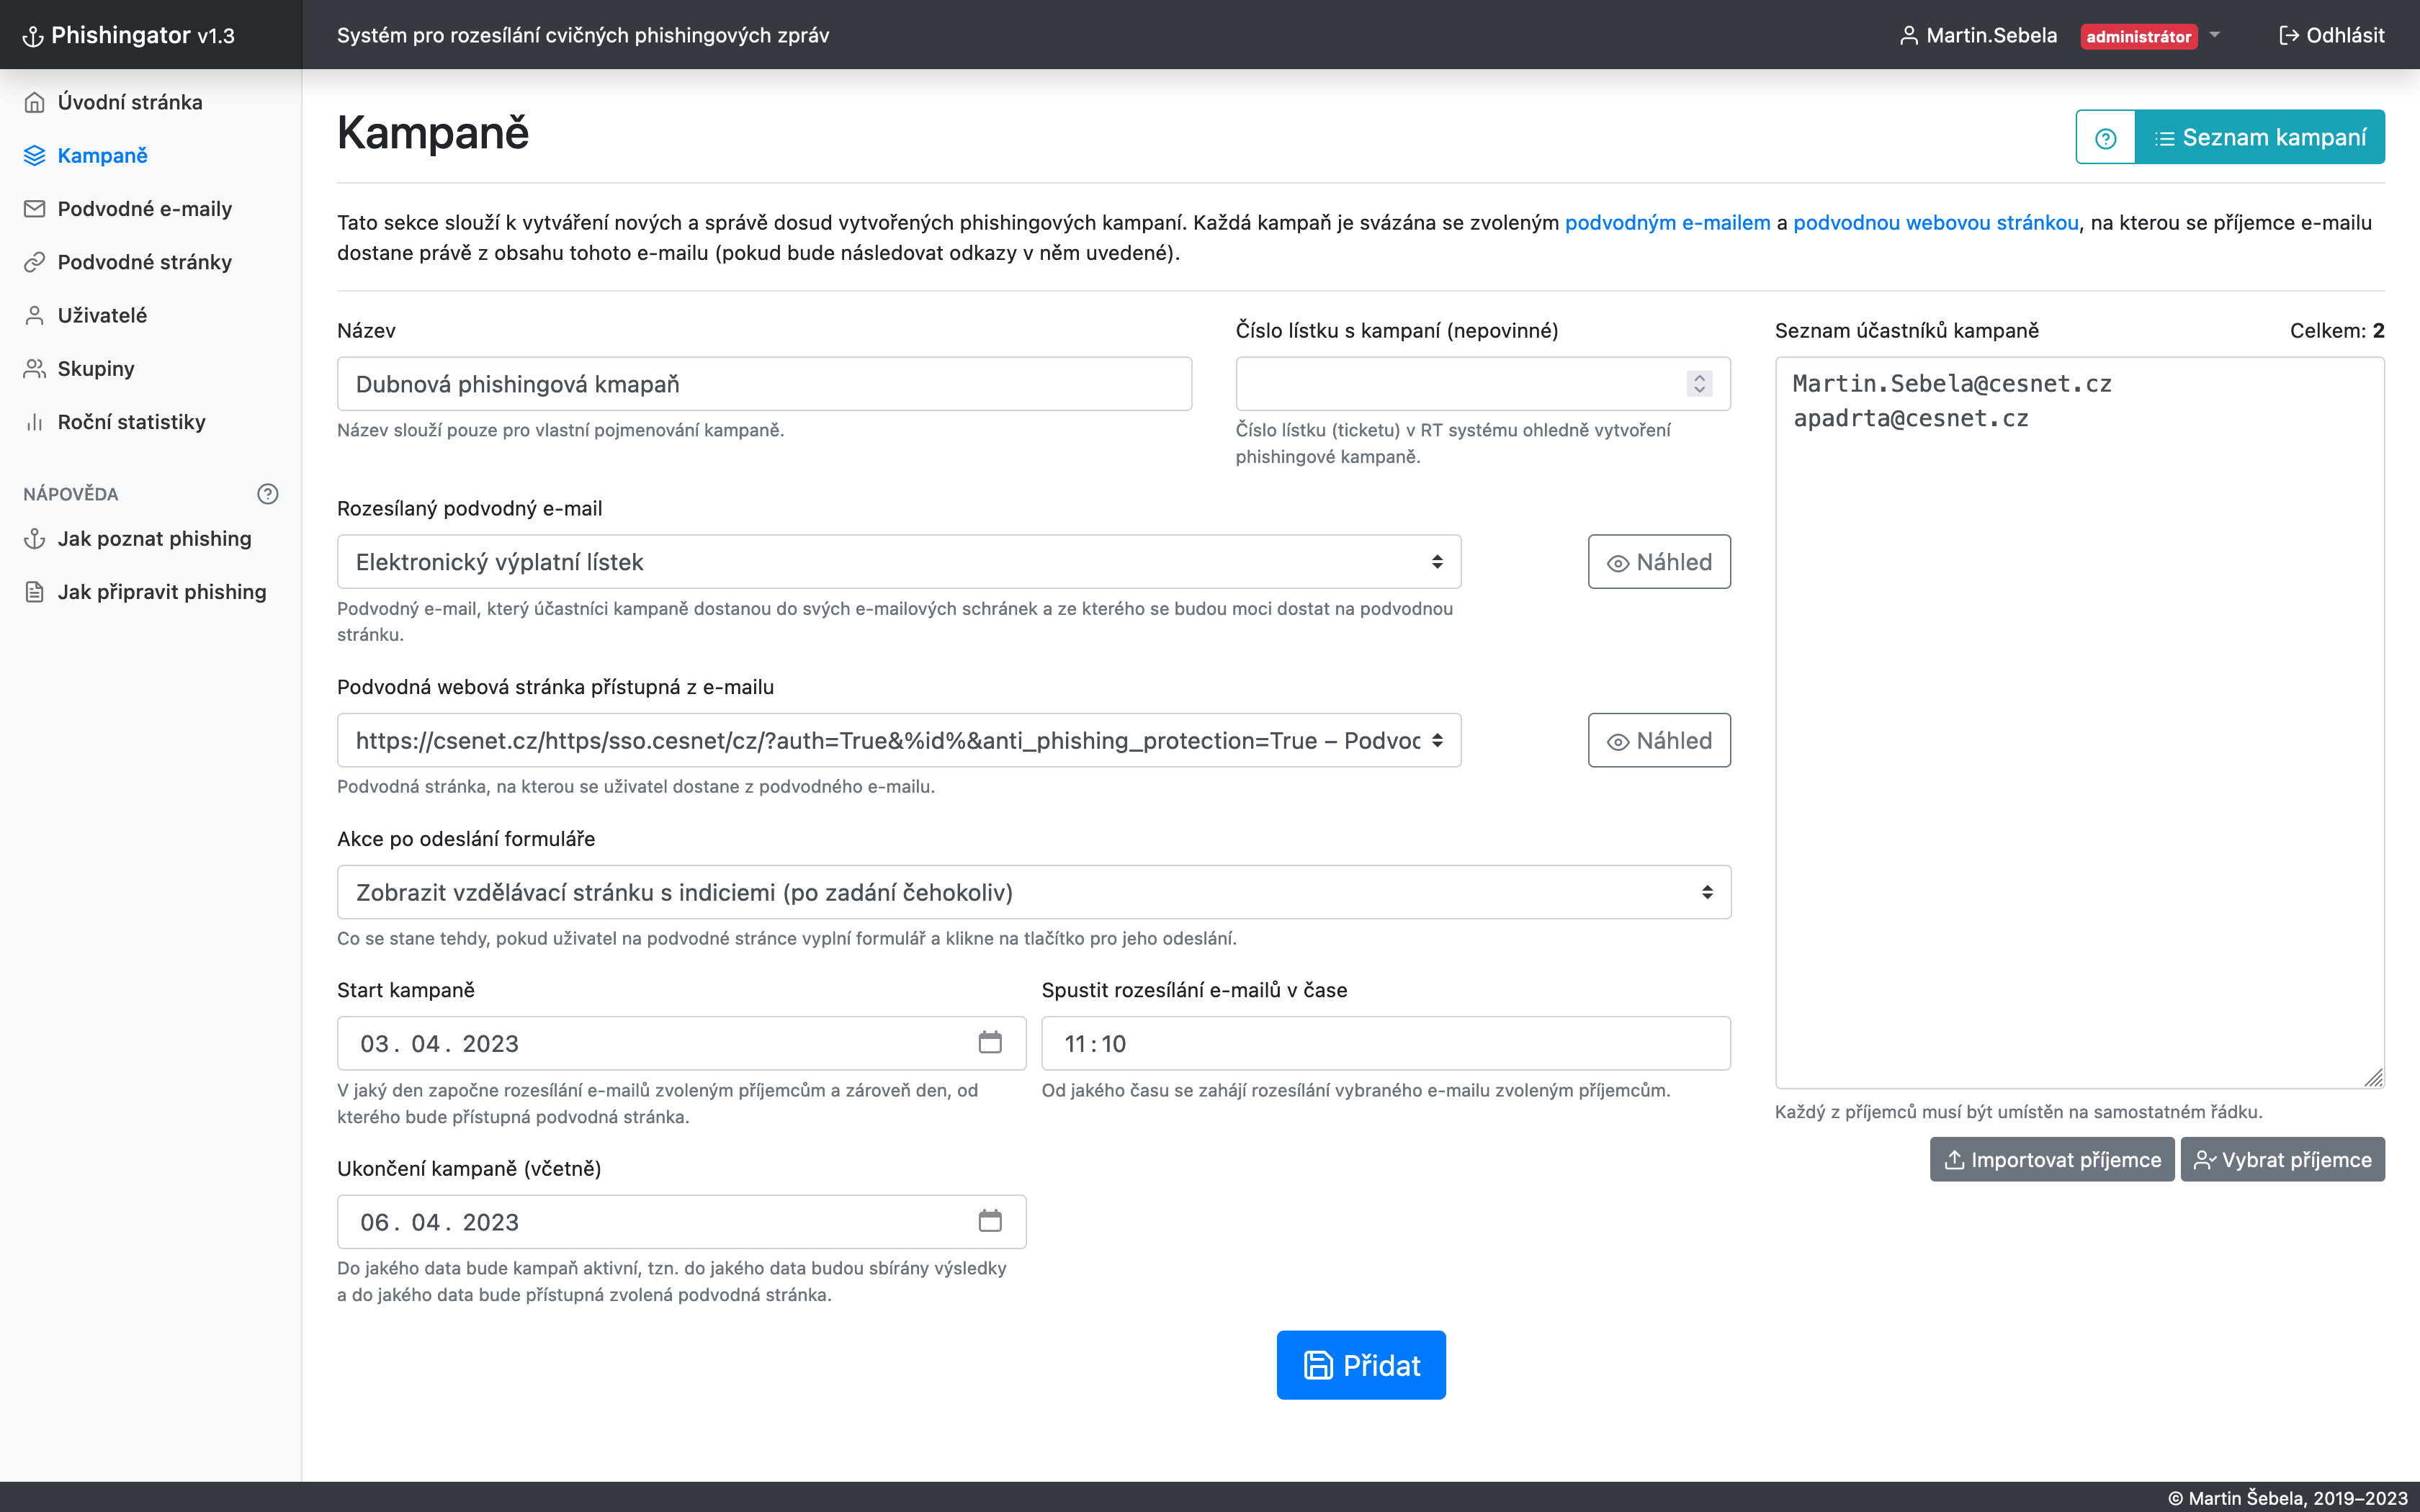 Phishingator v1.3
Systém pro rozesílání cvičných phishingových zpráv
Martin.Sebela administrátor
Odhlásit
Úvodní stránka
Kampaně
Podvodné e-maily
Podvodné stránky
Uživatelé
Skupiny
Roční statistiky
NÁPOVĚDA
Jak poznat phishing
Jak připravit phishing
Kampaně
Seznam kampaní
Tato sekce slouží k vytváření nových a správě dosud vytvořených phishingových kampaní. Každá kampaň je svázána se zvoleným podvodným e-mailem a podvodnou webovou stránkou, na kterou se příjemce e-mailu
dostane právě z obsahu tohoto e-mailu (pokud bude následovat odkazy v něm uvedené).
Název
Dubnová phishingová kmapaň
Název slouží pouze pro vlastní pojmenování kampaně.
Číslo lístku s kampaní (nepovinné)
Číslo lístku (ticketu) v RT systému ohledně vytvoření
phishingové kampaně.
Rozesílaný podvodný e-mail
Elektronický výplatní lístek
Náhled
Podvodný e-mail, který účastníci kampaně dostanou do svých e-mailových schránek a ze kterého se budou moci dostat na podvodnou
stránku.
Podvodná webová stránka přístupná z e-mailu
https://csenet.cz/https/sso.cesnet/cz/?auth=True&%id%&anti_phishing_protection=True – Podvoc
Náhled
Podvodná stránka, na kterou se uživatel dostane z podvodného e-mailu.
Akce po odeslání formuláře
Zobrazit vzdělávací stránku s indiciemi (po zadání čehokoliv)
Co se stane tehdy, pokud uživatel na podvodné stránce vyplní formulář a klikne na tlačítko pro jeho odeslání.
Start kampaně
03. 04. 2023
V jaký den započne rozesílání e-mailů zvoleným příjemcům a zároveň den, od
kterého bude přístupná podvodná stránka.
Spustit rozesílání e-mailů v čase
11:10
Od jakého času se zahájí rozesílání vybraného e-mailu zvoleným příjemcům.
Ukončení kampaně (včetně)
06. 04. 2023
Do jakého data bude kampaň aktivní, tzn. do jakého data budou sbírány výsledky
a do jakého data bude přístupná zvolená podvodná stránka.
Seznam účastníků kampaně
Celkem: 2
Martin.Sebela@cesnet.cz
apadrta@cesnet.cz
Každý z příjemců musí být umístěn na samostatném řádku.
Importovat příjemce
Vybrat příjemce
Přidat
© Martin Šebela, 2019–2023